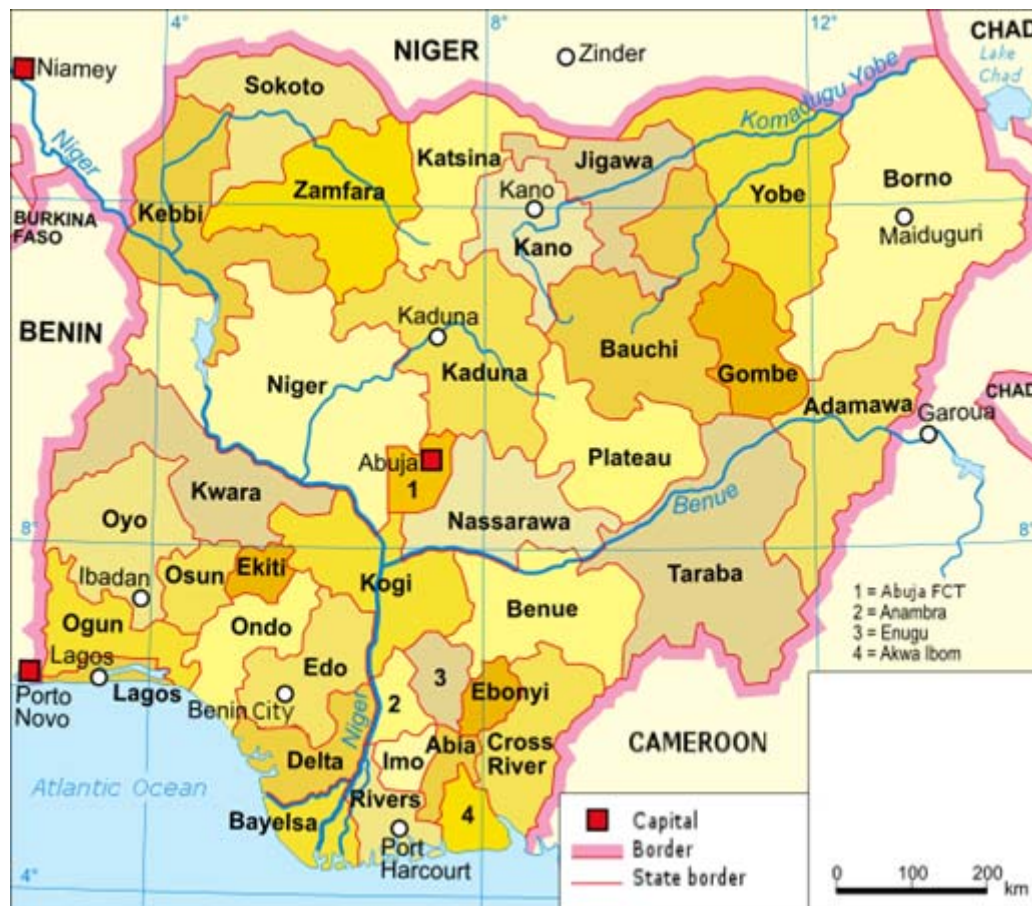 4°
8°
12°
CHAD
NIGER
Zinder
Lake
Chad
Niamey
Sokoto
Komadugu Yobe
Niger
Katsina
Jigawa
Zamfara
Kano
Yobe
Borno
Kebbi
BURKINA
FASO
Maiduguri
Kano
Kaduna
BENIN
Bauchi
Niger
Kaduna
Gombe
CHAD
Adamawa
Garoua
Abuja
Plateau
1
Kwara
Benue
Oyo
Nassarawa
8°
8°
Ibadan
Osun
Ekiti
Kogi
Taraba
Benue
1 = Abuja FCT
2 = Anambra
3 = Enugu
4 = Akwa Ibom
Ogun
Ondo
Lagos
Edo
3
Ebonyi
Porto
Novo
Lagos
Benin City
2
Niger
Abia
Cross
River
CAMEROON
Delta
Imo
Atlantic Ocean
Rivers
Bayelsa
4
Port
Harcourt
Capital
Border
State border
4°
0 100 200
km